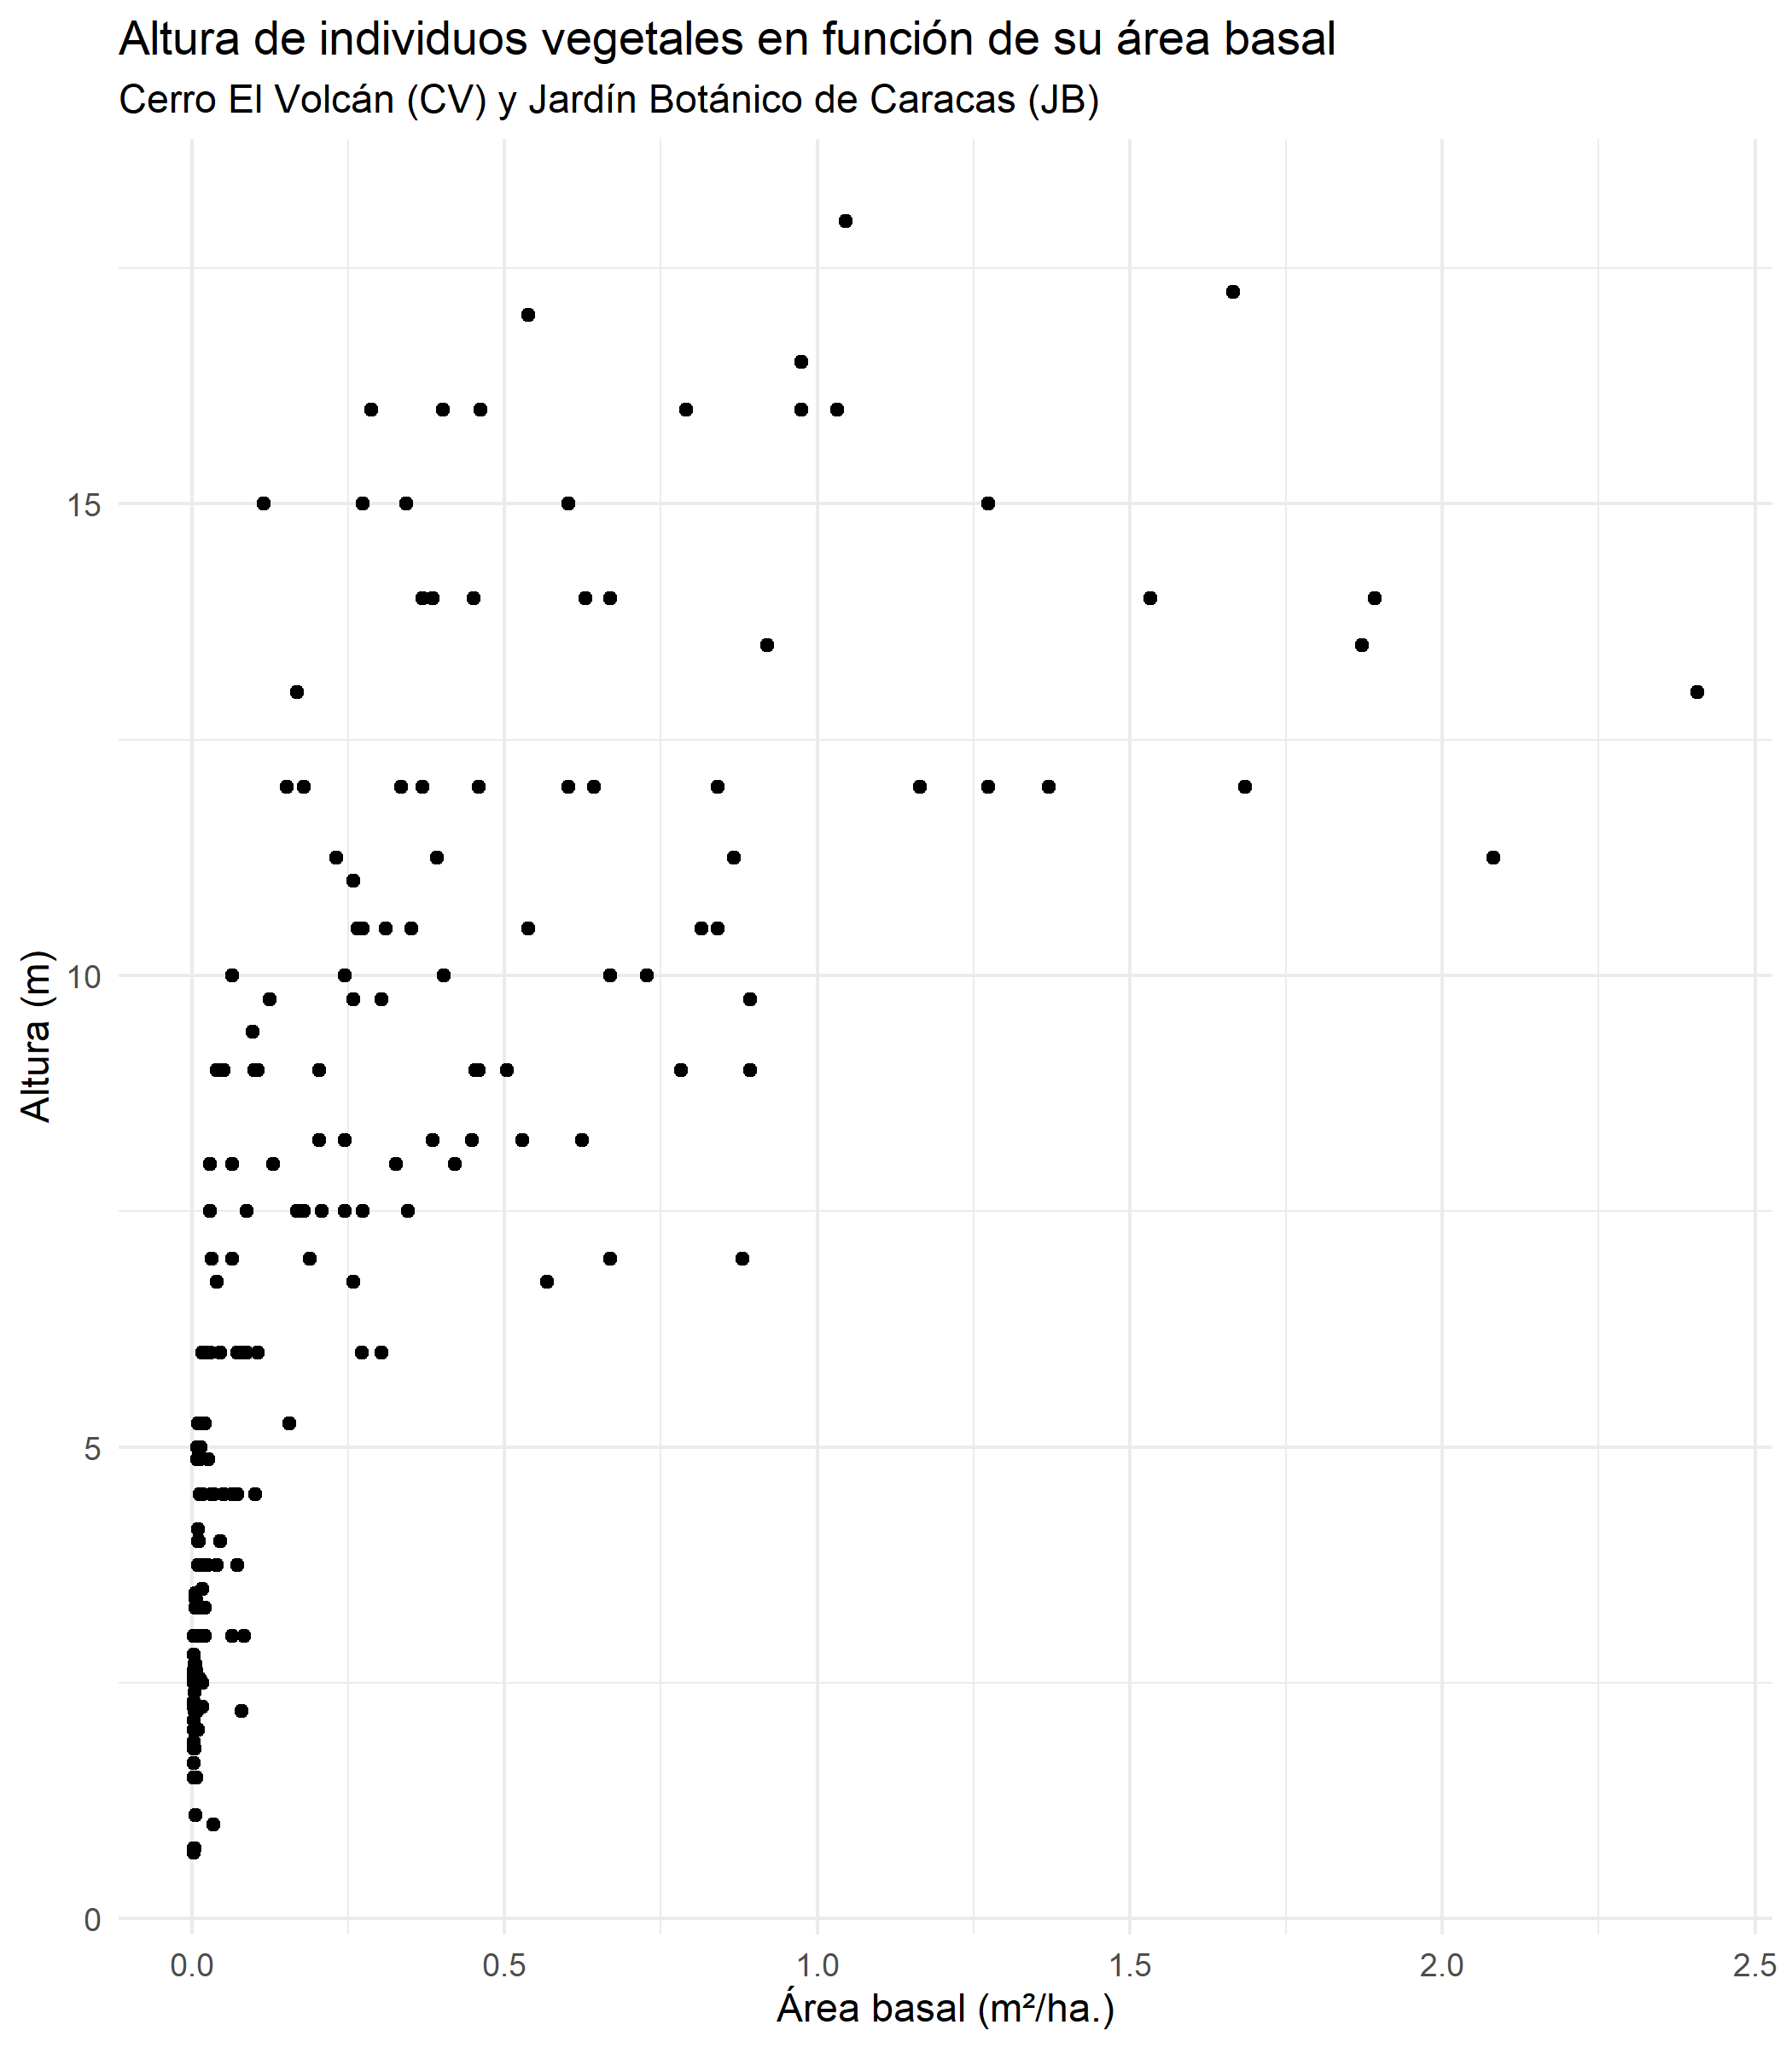 Altura de individuos vegetales en función de su área basal
Cerro El Volcán (CV) y Jardín Botánico de Caracas (JB)
Altura (m)
15
10
5
0
0.0
0.5
1.0
1.5
2.0
2.5
Área basal (m²/ha.)